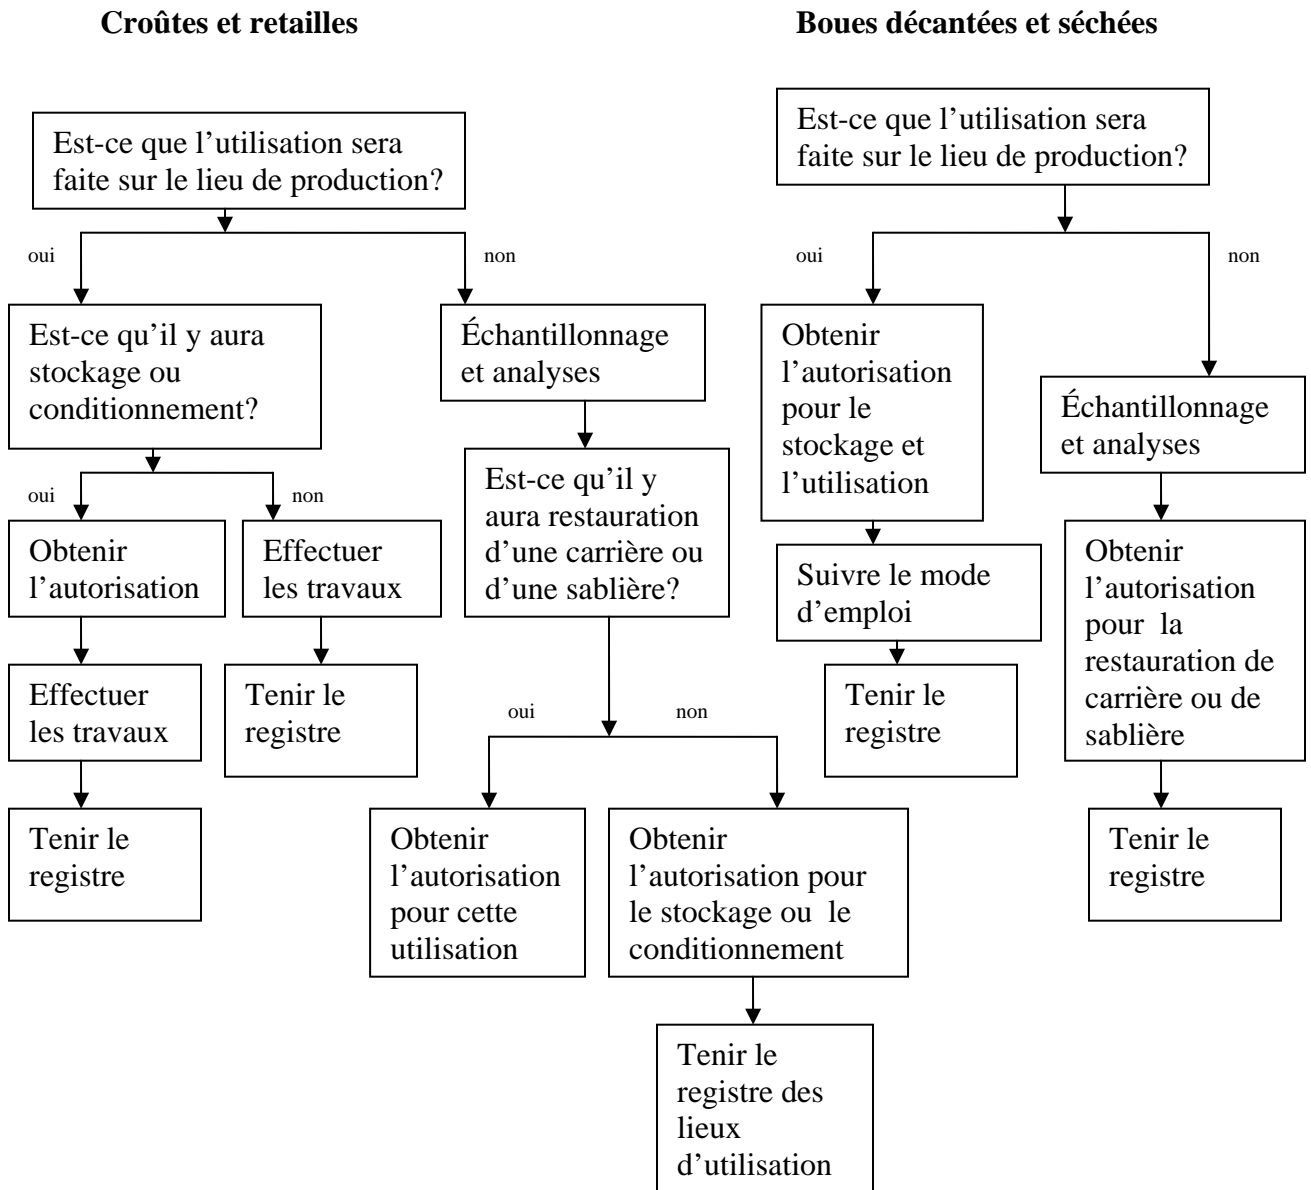 Croûtes et retailles
Est-ce que l’utilisation sera
faite sur le lieu de production?
oui
non
Est-ce qu’il y aura
stockage ou
conditionnement?
oui
non
Obtenir
l’autorisation
Effectuer
les travaux
Tenir le
registre
Effectuer
les travaux
Tenir le
registre
Échantillonnage
et analyses
Est-ce qu’il y
aura restauration
d’une carrière ou
d’une sablière?
oui
non
Obtenir
l’autorisation
pour cette
utilisation
Obtenir
l’autorisation pour
le stockage ou le
conditionnement
Tenir le
registre des
lieux
d’utilisation
Boues décantées et séchées
Est-ce que l’utilisation sera
faite sur le lieu de production?
oui
non
Obtenir
l’autorisation
pour le
stockage et
l’utilisation
Suivre le mode
d’emploi
Tenir le
registre
Échantillonnage
et analyses
Obtenir
l’autorisation
pour la
restauration de
carrière ou de
sablière
Tenir le
registre